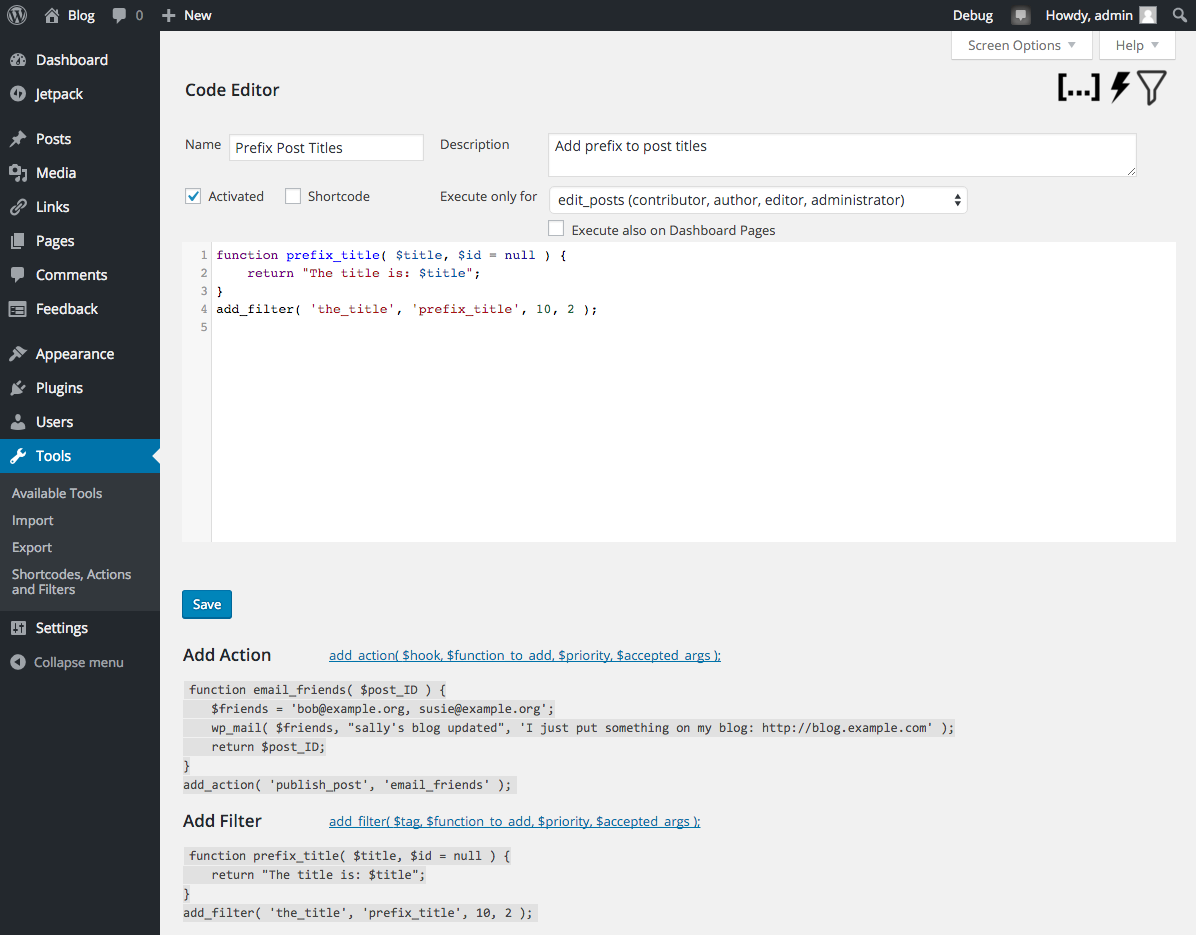 Blog 0 New Debug Howdy, admin
Screen Options Help
Dashboard
Jetpack
Posts
Media
Links
Pages
Comments
Feedback
Appearance
Plugins
Users
Tools
Available Tools
Import
Export
Shortcodes, Actions
and Filters
Settings
Collapse menu
Code Editor
[...]
Name Prefix Post Titles Description Add prefix to post titles
Activated Shortcode Execute only for edit_posts (contributor, author, editor, administrator)
Execute also on Dashboard Pages
1 function prefix_title( $title, $id = null ) {
2     return "The title is: $title";
3 }
4 add_filter( 'the_title', 'prefix_title', 10, 2 );
5
Save
Add Action add_action( $hook, $function_to_add, $priority, $accepted_args );
function email_friends( $post_ID ) {
    $friends = 'bob@example.org, susie@example.org';
    wp_mail( $friends, "sally's blog updated", 'I just put something on my blog: http://blog.example.com' );
    return $post_ID;
}
add_action( 'publish_post', 'email_friends' );
Add Filter add_filter( $tag, $function_to_add, $priority, $accepted_args );
function prefix_title( $title, $id = null ) {
    return "The title is: $title";
}
add_filter( 'the_title', 'prefix_title', 10, 2 );